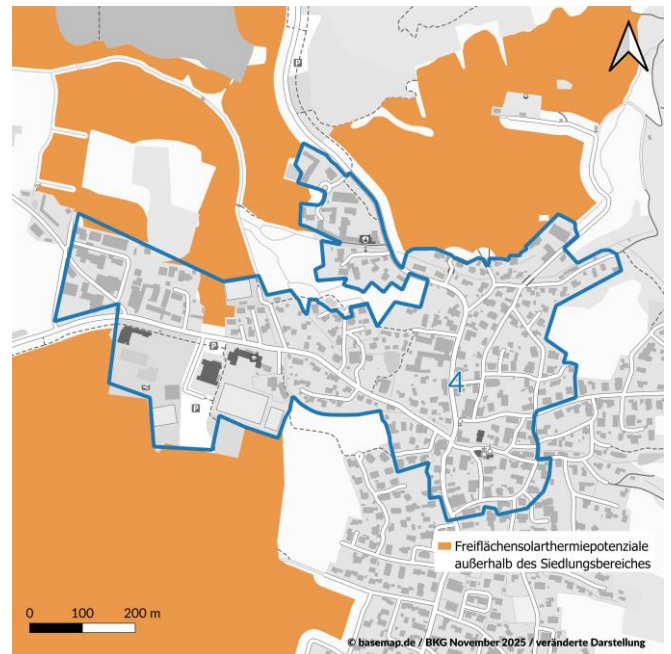 P
4
P
P
Freiflächensolarthermiepotenziale
außerhalb des Siedlungsbereiches
0 100 200 m
© basemap.de / BKG November 2025 / veränderte Darstellung